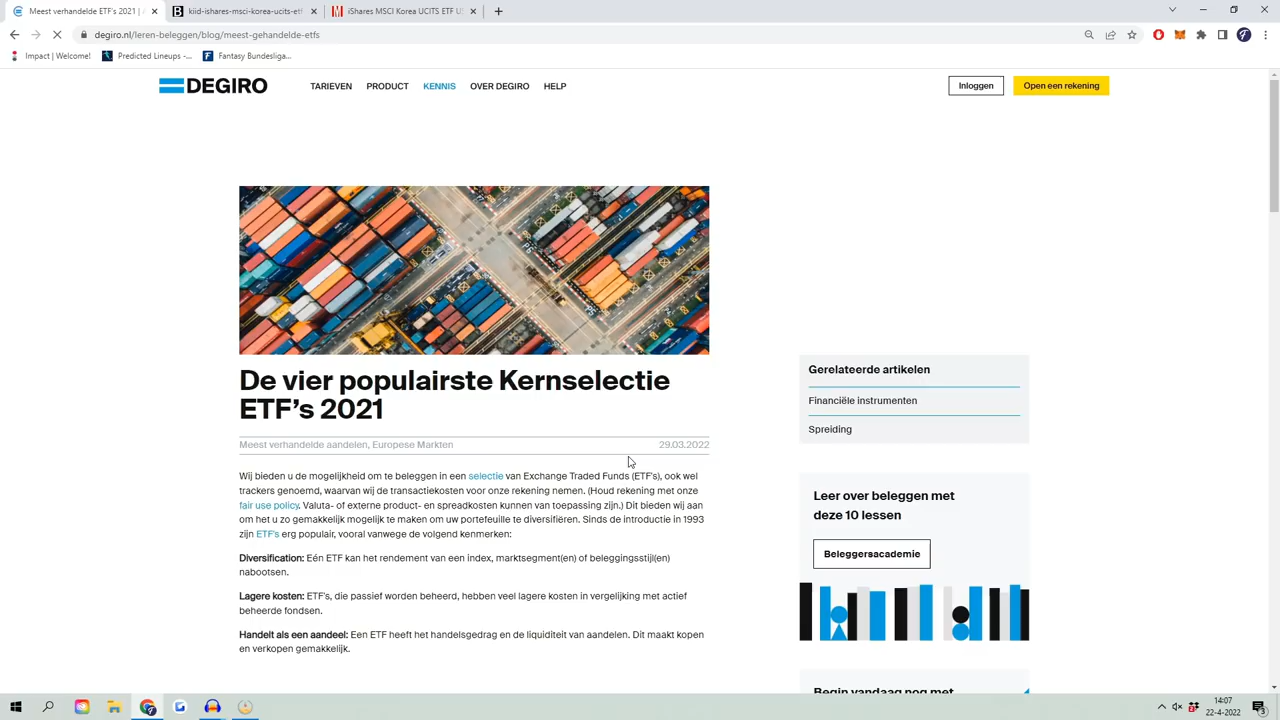 Meest verhandelde ETF's 2021 |
kiid-ishares-msci-korea-ucits-etf
iShares MSCI Korea UCITS ETF U
degiro.nl/leren-beleggen/blog/meest-gehandelde-etfs
!mpact | Welcome!
Predicted Lineups -...
Fantasy Bundesliga...
DEGIRO
TARIEVEN
PRODUCT
KENNIS
OVER DEGIRO
HELP
Inloggen
Open een rekening
De vier populairste Kernselectie
ETF's 2021
Meest verhandelde aandelen, Europese Markten
29.03.2022
Wij bieden u de mogelijkheid om te beleggen in een selectie van Exchange Traded Funds (ETF's), ook wel
trackers genoemd, waarvan wij de transactiekosten voor onze rekening nemen. (Houd rekening met onze
fair use policy. Valuta- of externe product- en spreadkosten kunnen van toepassing zijn.) Dit bieden wij aan
om het u zo gemakkelijk mogelijk te maken om uw portefeuille te diversifiëren. Sinds de introductie in 1993
zijn ETF's erg populair, vooral vanwege de volgend kenmerken:
Diversification: Eén ETF kan het rendement van een index, marktsegment(en) of beleggingsstijl(en)
nabootsen.
Lagere kosten: ETF's, die passief worden beheerd, hebben veel lagere kosten in vergelijking met actief
beheerde fondsen.
Handelt als een aandeel: Een ETF heeft het handelsgedrag en de liquiditeit van aandelen. Dit maakt kopen
en verkopen gemakkelijk.
Gerelateerde artikelen
Financiële instrumenten
Spreiding
Leer over beleggen met
deze 10 lessen
Beleggersacademie
Begin vandaag nog met
14:07
22-4-2022